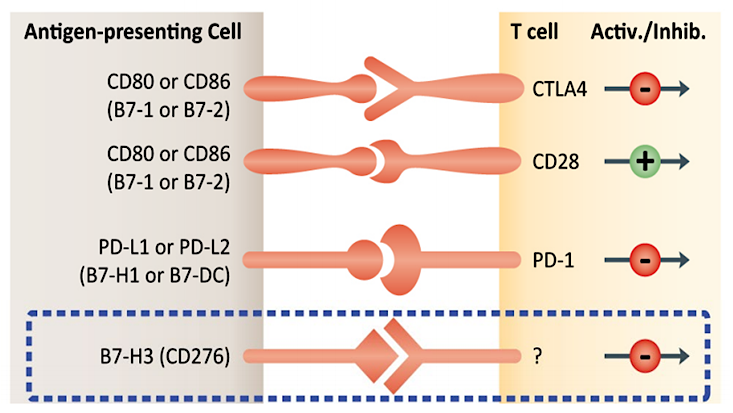 Antigen-presenting Cell T cell Activ./Inhib.
CD80 or CD86
(B7-1 or B7-2) CTLA4 -
CD80 or CD86
(B7-1 or B7-2) CD28 +
PD-L1 or PD-L2
(B7-H1 or B7-DC) PD-1 -
B7-H3 (CD276) ? -